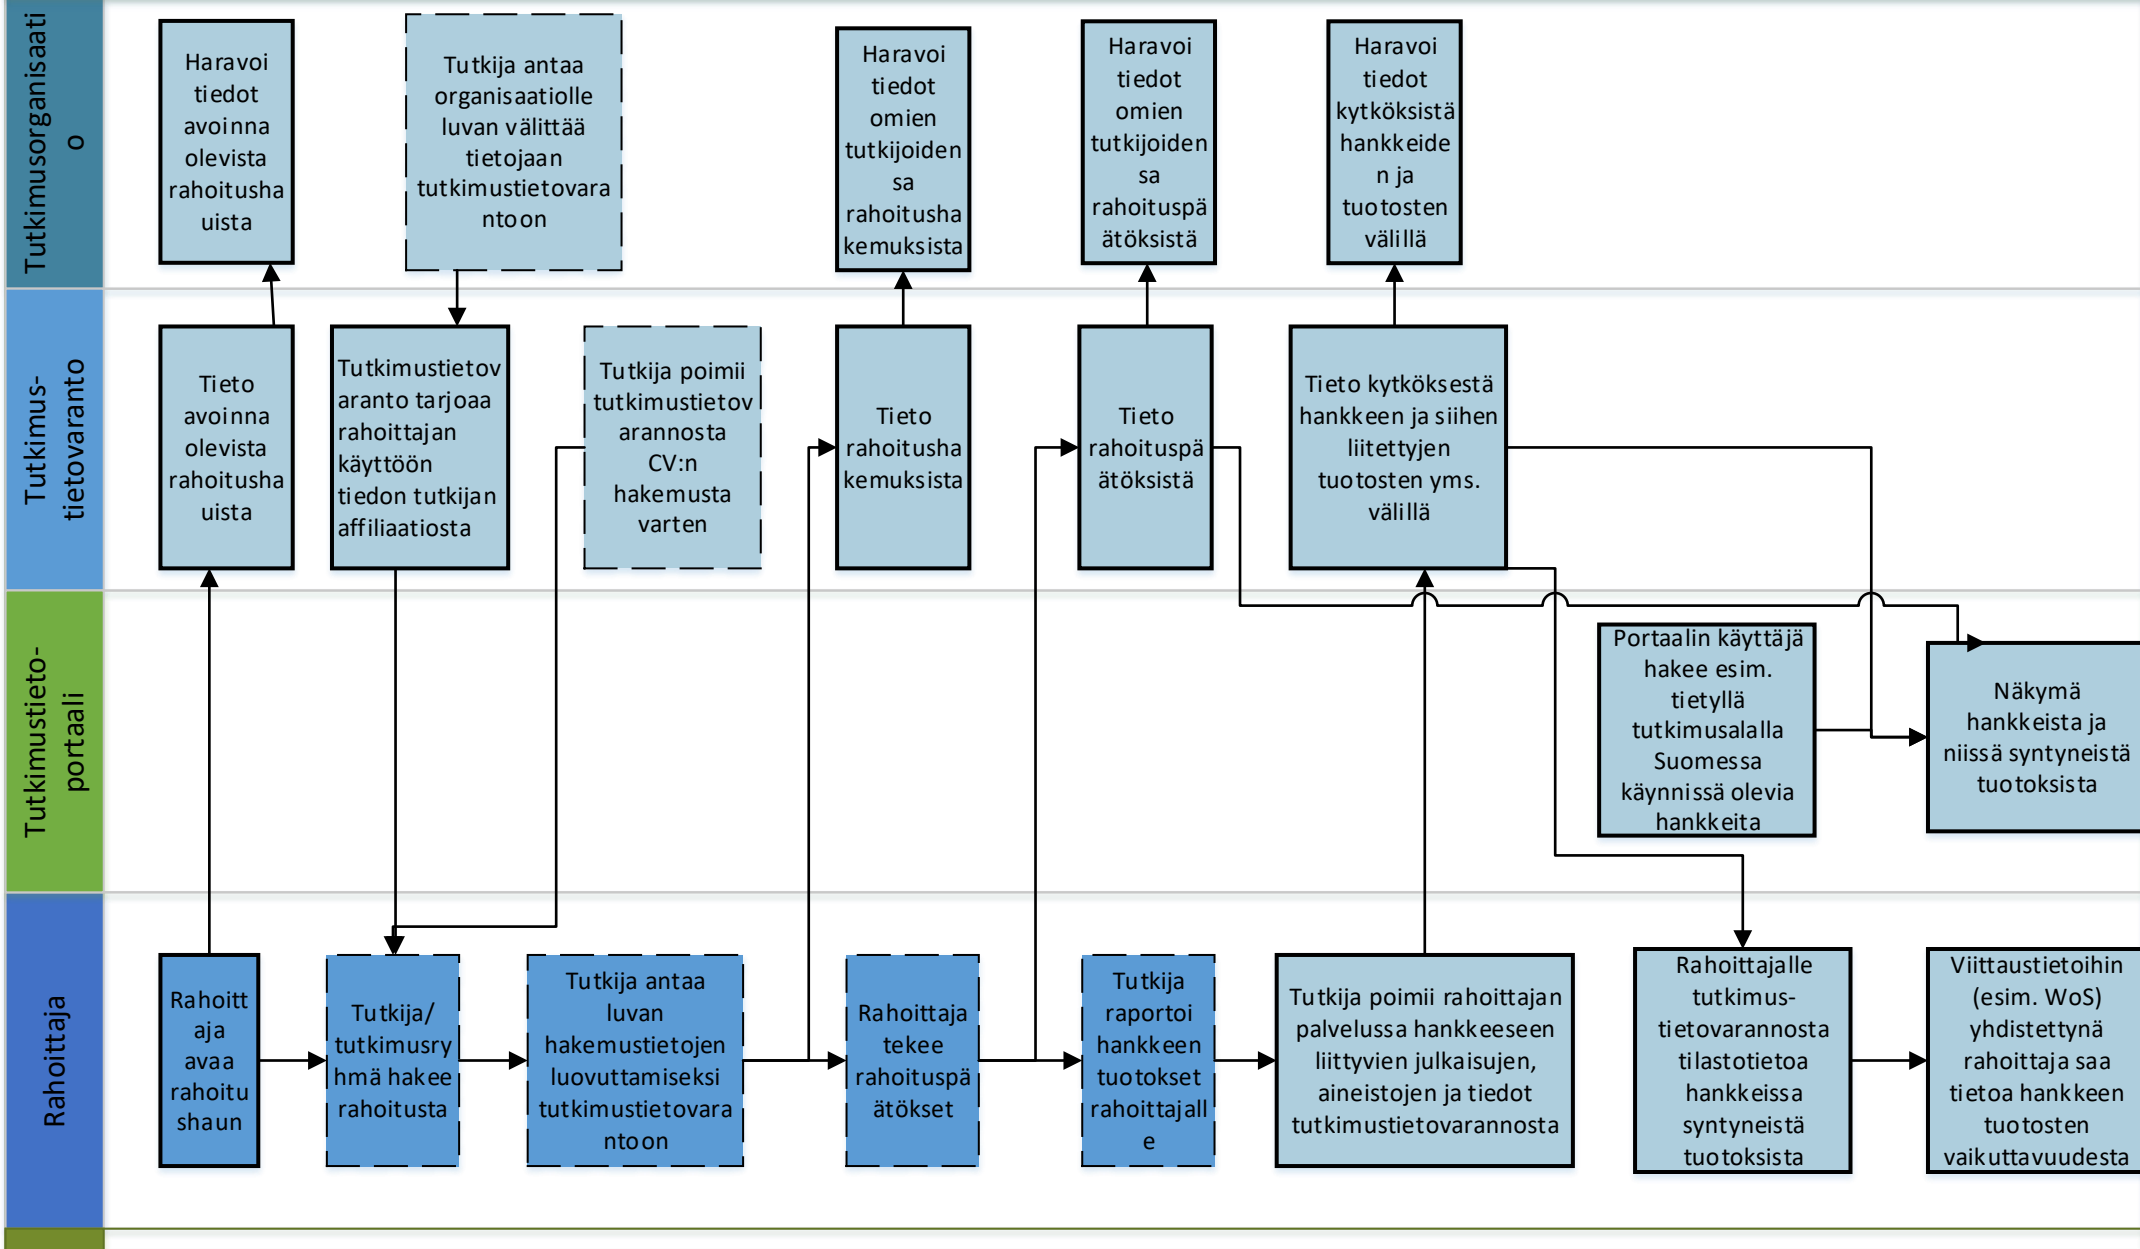 Tutkimusorganisaati
o
Haravoi
tiedot
avoinna
olevista
rahoitusha
uista
Tutkija antaa
organisaatiolle
luvan välittää
tietojaan
tutkimustietovara
ntoon
Haravoi
tiedot
omien
tutkijoiden
sa
rahoitusha
kemuksista
Haravoi
tiedot
omien
tutkijoiden
sa
rahoituspä
ätöksistä
Haravoi
tiedot
kytköksistä
hankkeide
n ja
tuotosten
välillä
Tutkimus-
tietovaranto
Tieto
avoinna
olevista
rahoitusha
uista
Tutkimustietov
aranto tarjoaa
rahoittajan
käyttöön
tiedon tutkijan
affiliaatiosta
Tutkija poimii
tutkimustietov
arannosta
CV:n
hakemusta
varten
Tieto
rahoitusha
kemuksista
Tieto
rahoituspä
ätöksistä
Tieto kytköksestä
hankkeen ja siihen
liitettyjen
tuotosten yms.
välillä
Tutkimustieto-
portaali
Portaalin käyttäjä
hakee esim.
tietyllä
tutkimusalalla
Suomessa
käynnissä olevia
hankkeita
Näkymä
hankkeista ja
niissä syntyneistä
tuotoksista
Rahoittaja
Rahoitt
aja
avaa
rahoitu
shaun
Tutkija/
tutkimusry
hmä hakee
rahoitusta
Tutkija antaa
luvan
hakemustietojen
luovuttamiseksi
tutkimustietovara
ntoon
Rahoittaja
tekee
rahoituspä
ätökset
Tutkija
raportoi
hankkeen
tuotokset
rahoittajall
e
Tutkija poimii rahoittajan
palvelussa hankkeeseen
liittyvien julkaisujen,
aineistojen ja tiedot
tutkimustietovarannosta
Rahoittajalle
tutkimus-
tietovarannosta
tilastotietoa
hankkeissa
syntyneistä
tuotoksista
Viittaustietoihin
(esim. WoS)
yhdistettynä
rahoittaja saa
tietoa hankkeen
tuotosten
vaikuttavuudesta